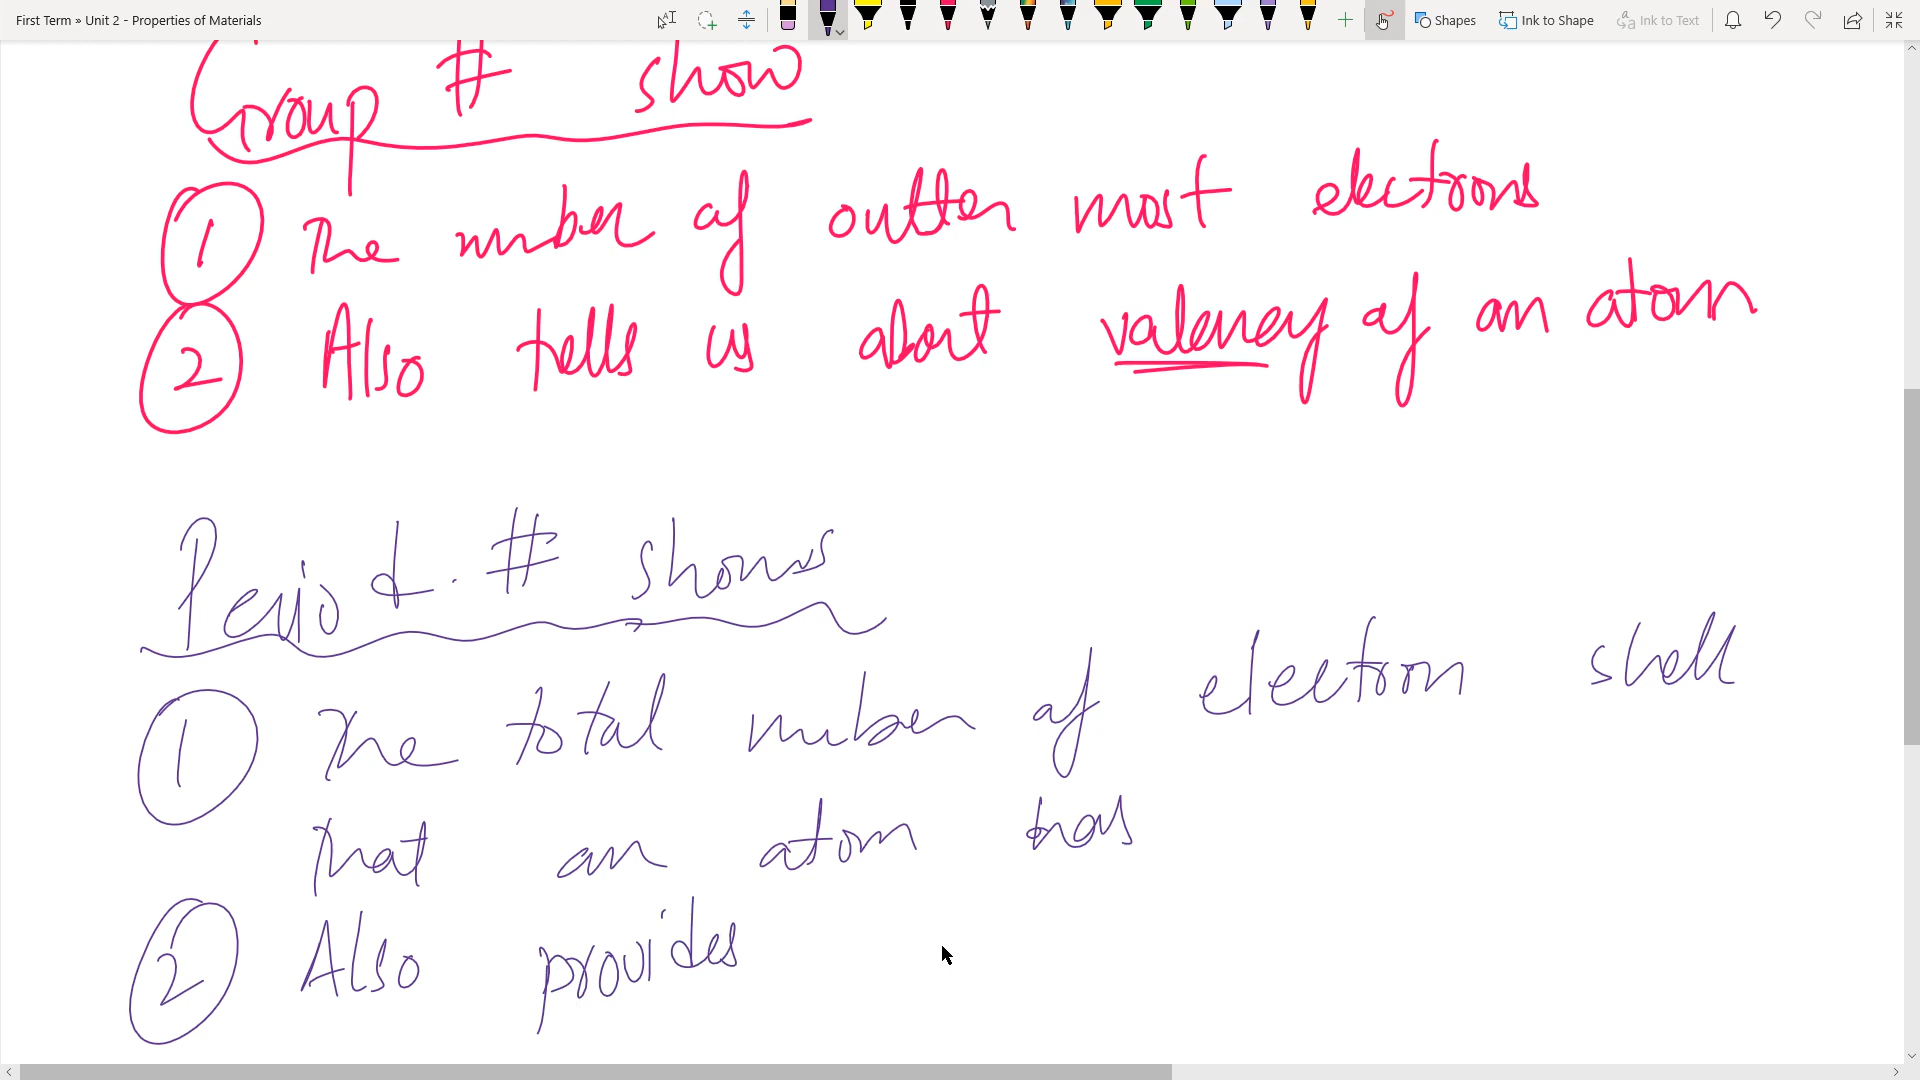 First Term » Unit 2 - Properties of Materials
Shapes
Ink to Shape
Ink to Text
Group # show
1 The number of outter most electrons
2 Also tells us about valency of an atom
Period. # shows
1 The total number of electron shell
that an atom has
2 Also provides